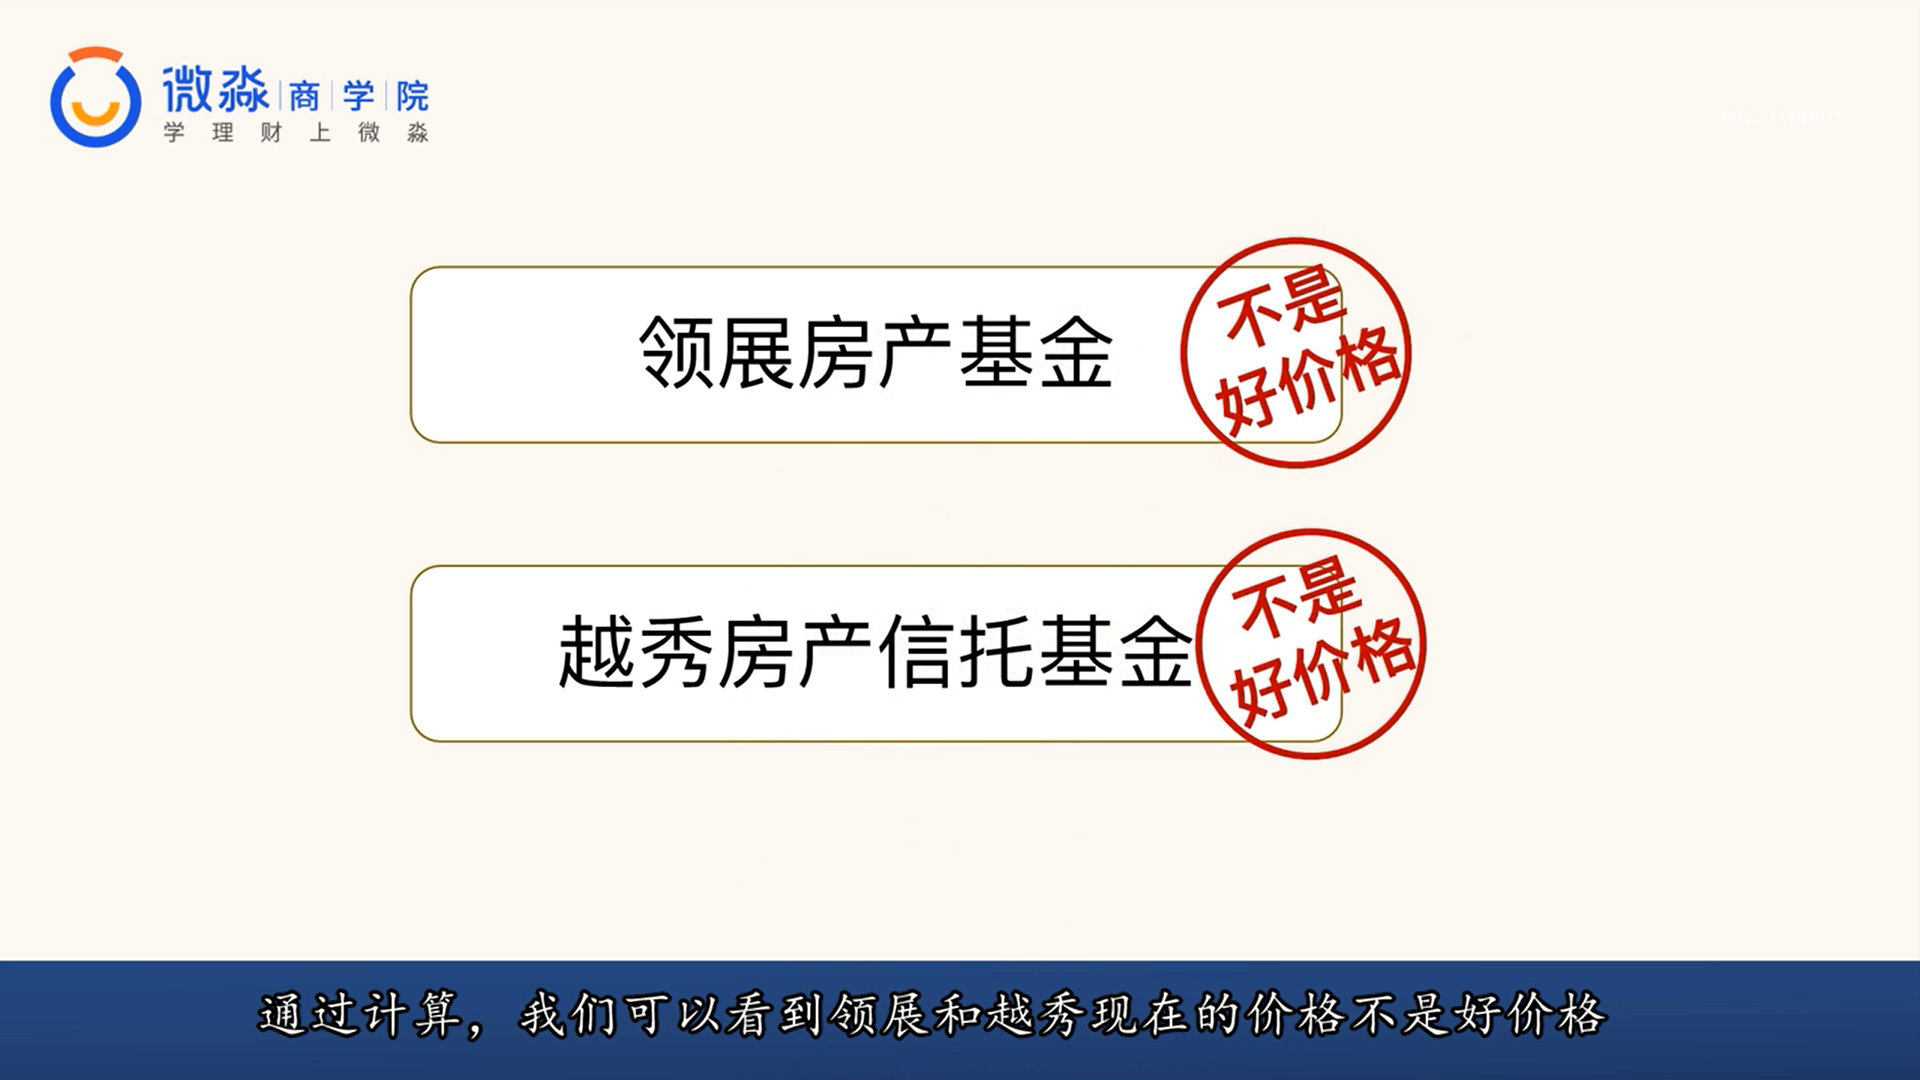 微淼商学院
学理财上微淼
学号：11184911
领展房产基金
不是
好价格
越秀房产信托基金
不是
好价格
通过计算，我们可以看到领展和越秀现在的价格不是好价格